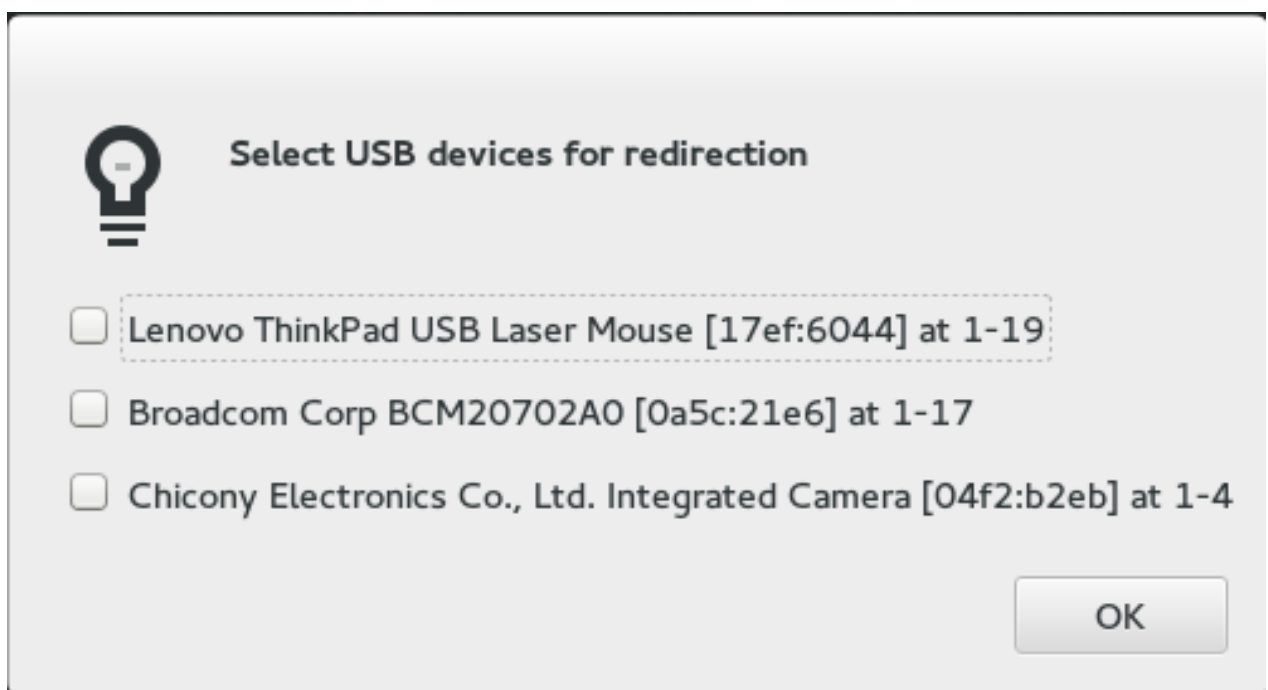 Select USB devices for redirection
Lenovo ThinkPad USB Laser Mouse [17ef:6044] at 1-19
Broadcom Corp BCM20702A0 [0a5c:21e6] at 1-17
Chicony Electronics Co., Ltd. Integrated Camera [04f2:b2eb] at 1-4
OK